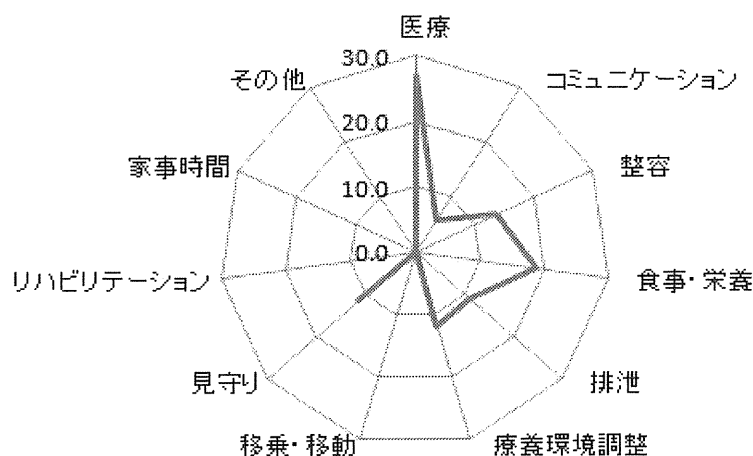 医療
30.0
その他
コミュニケーション
20.0
家事時間
整容
10.0
0.0
リハビリテーション
食事・栄養
見守り
排泄
移乗・移動
療養環境調整